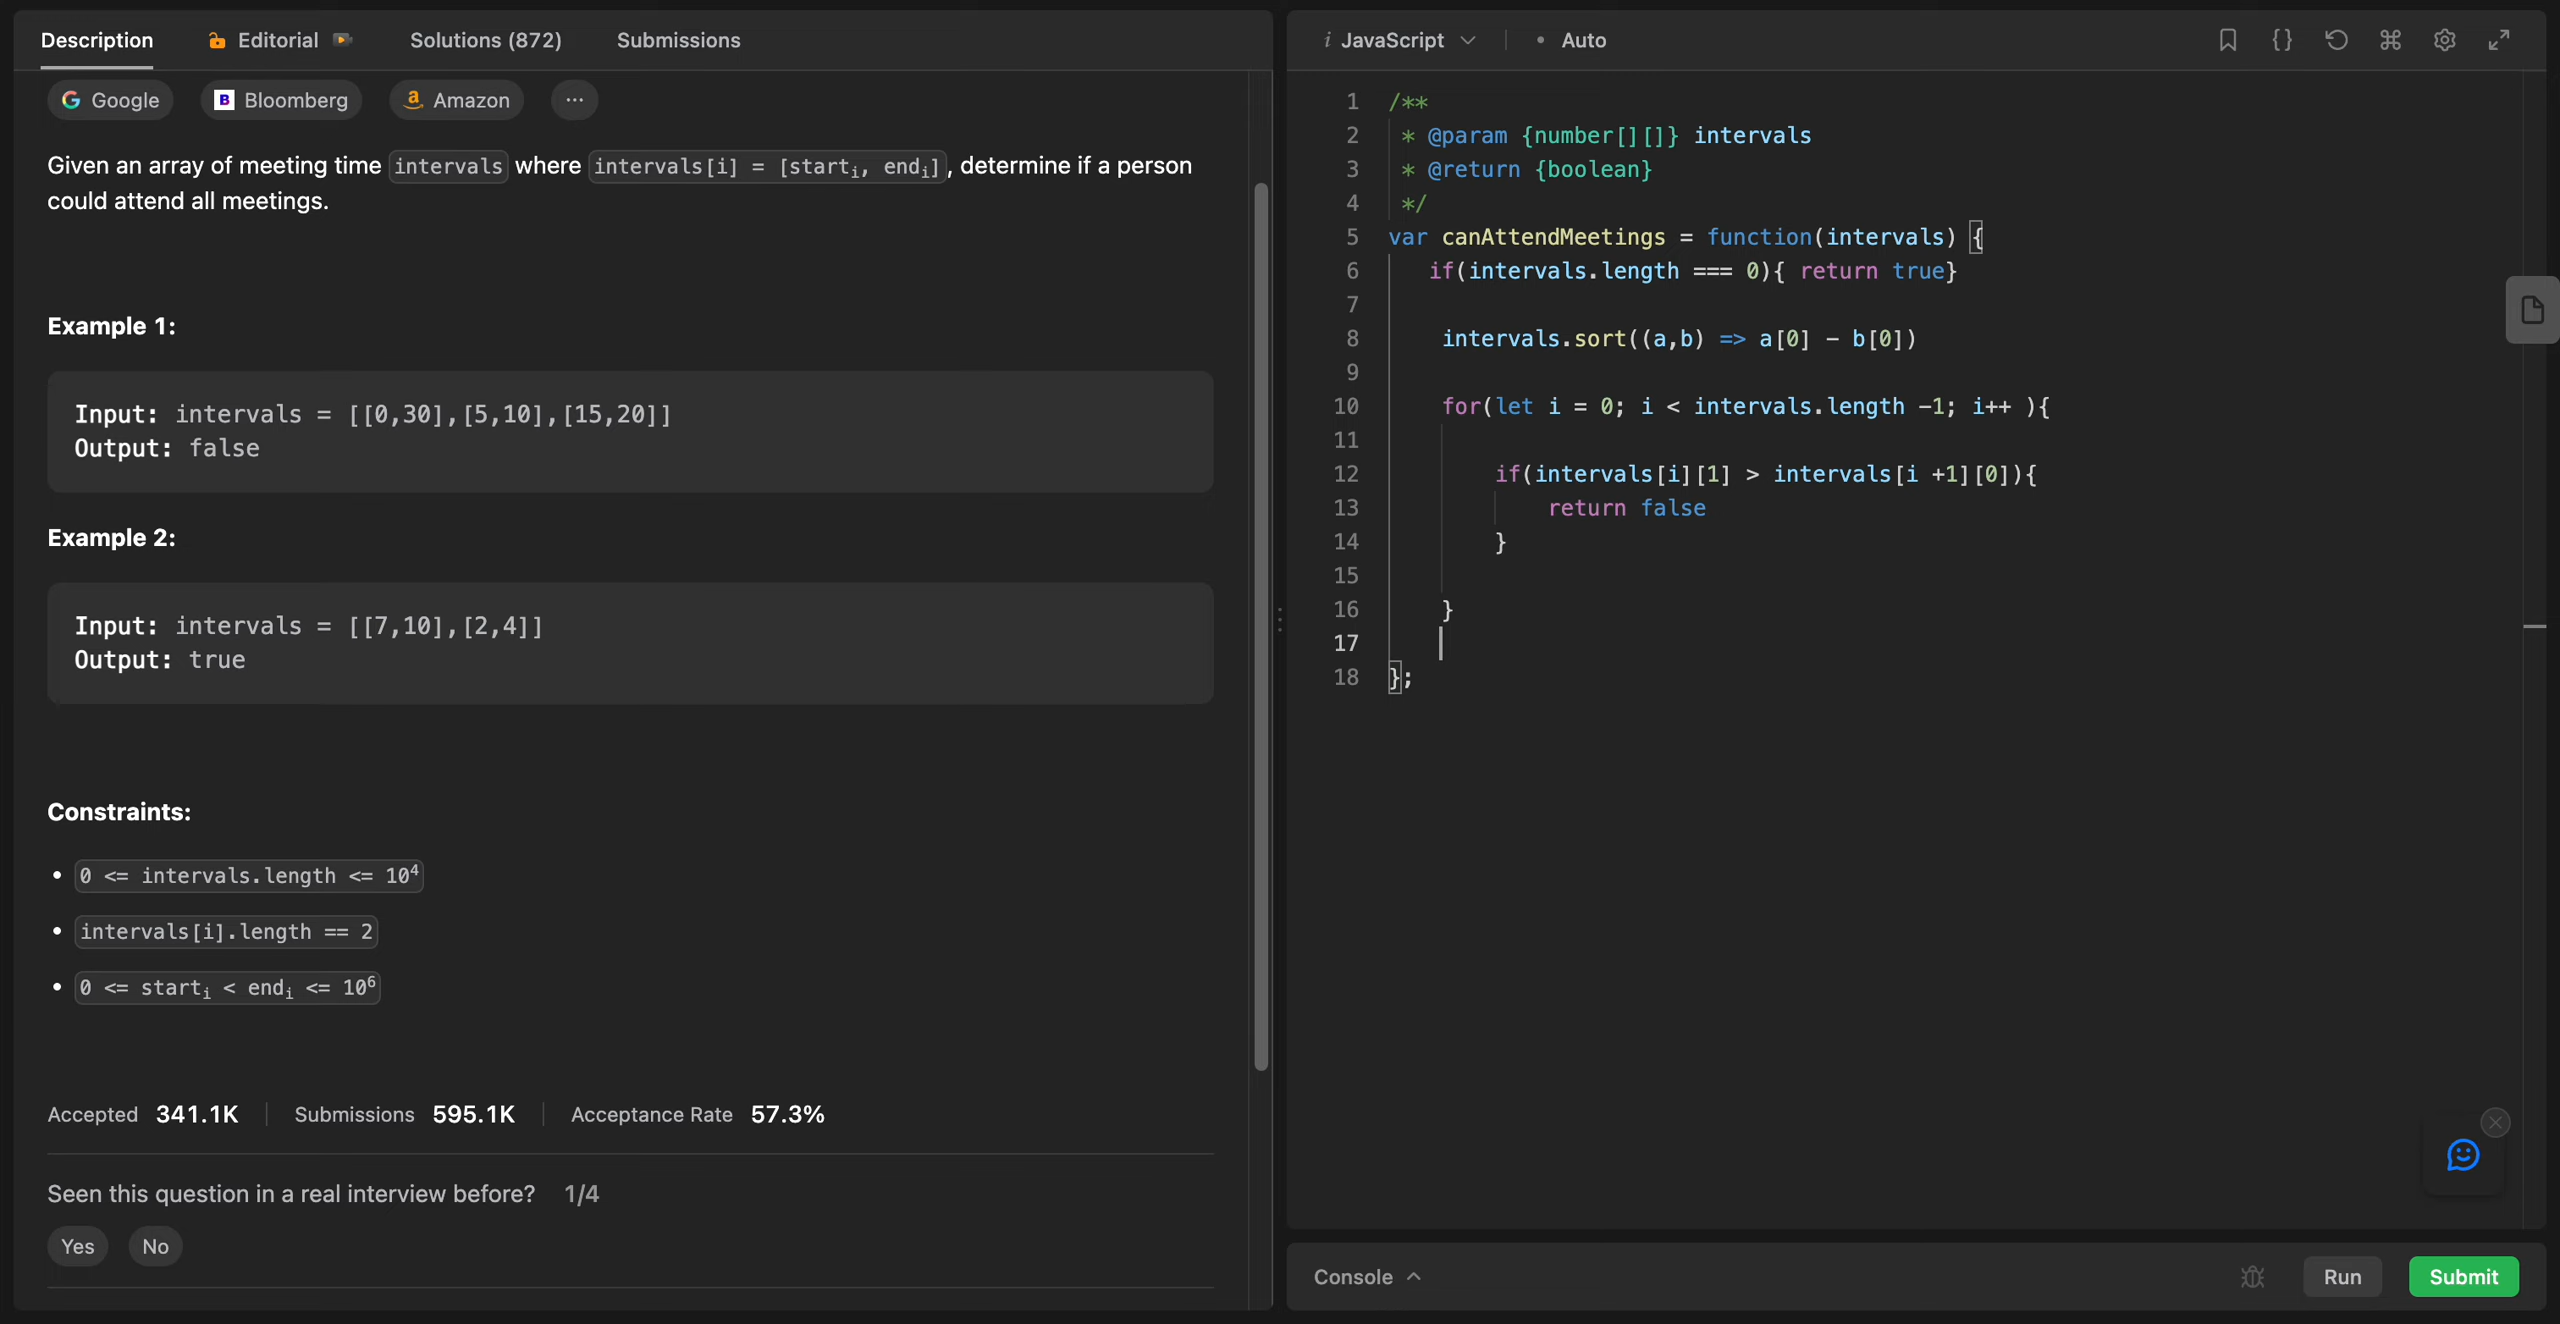 Description Editorial Solutions (872) Submissions
Google Bloomberg Amazon ...
Given an array of meeting time intervals where intervals[i] = [startᵢ, endᵢ], determine if a person
could attend all meetings.
Example 1:
Input: intervals = [[0,30],[5,10],[15,20]]
Output: false
Example 2:
Input: intervals = [[7,10],[2,4]]
Output: true
Constraints:
• 0 <= intervals.length <= 10⁴
• intervals[i].length == 2
• 0 <= startᵢ < endᵢ <= 10⁶
Accepted 341.1K Submissions 595.1K Acceptance Rate 57.3%
Seen this question in a real interview before? 1/4
Yes No
i JavaScript • Auto
1 /**
2 * @param {number[][]} intervals
3 * @return {boolean}
4 */
5 var canAttendMeetings = function(intervals) {
6 if(intervals.length === 0){ return true}
7
8 intervals.sort((a,b) => a[0] - b[0])
9
10 for(let i = 0; i < intervals.length -1; i++ ){
11
12 if(intervals[i][1] > intervals[i +1][0]){
13 return false
14 }
15
16 }
17
18 };
Console Run Submit